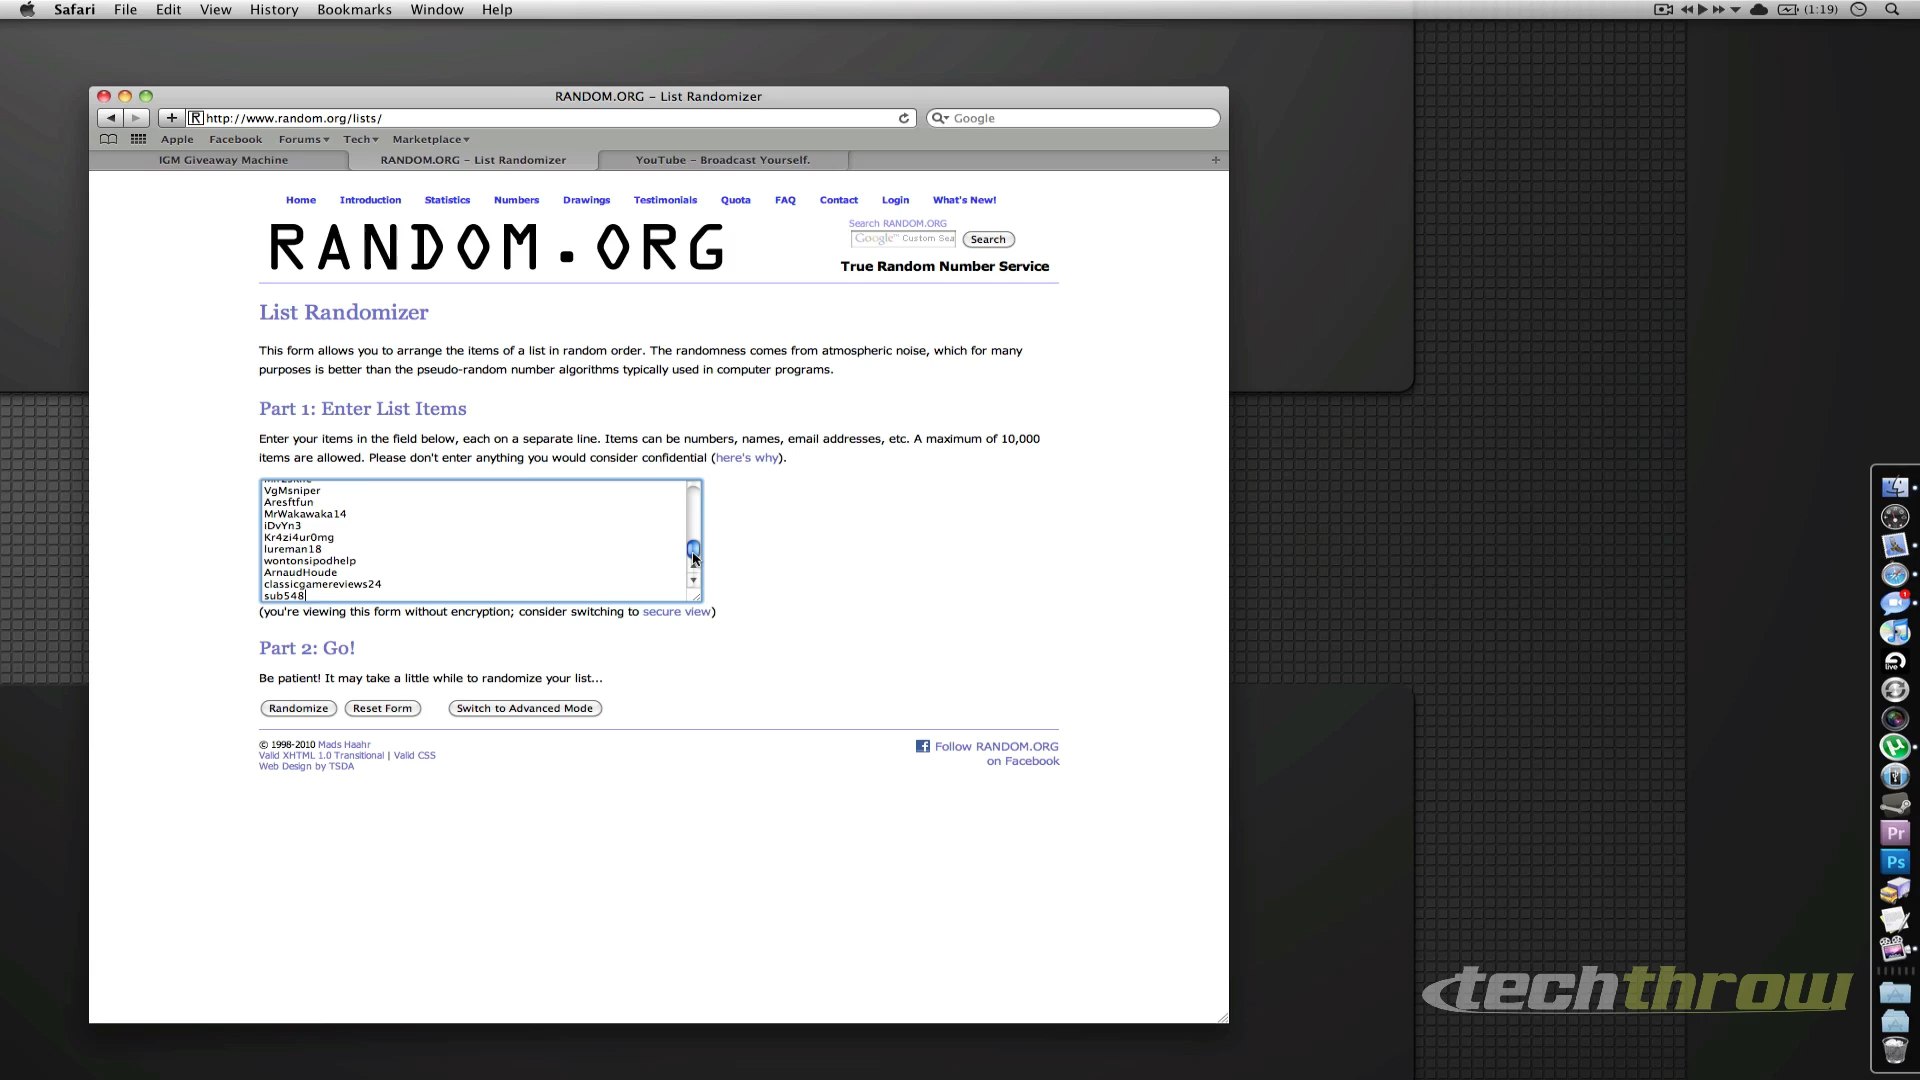 Safari File Edit View History Bookmarks Window Help (1:19)
RANDOM.ORG – List Randomizer
http://www.random.org/lists/ Google
Apple Facebook Forums Tech Marketplace
IGM Giveaway Machine RANDOM.ORG – List Randomizer YouTube – Broadcast Yourself.
Home Introduction Statistics Numbers Drawings Testimonials Quota FAQ Contact Login What's New!
RANDOM.ORG
Search RANDOM.ORG
Google™ Custom Sea Search
True Random Number Service
List Randomizer
This form allows you to arrange the items of a list in random order. The randomness comes from atmospheric noise, which for many
purposes is better than the pseudo-random number algorithms typically used in computer programs.
Part 1: Enter List Items
Enter your items in the field below, each on a separate line. Items can be numbers, names, email addresses, etc. A maximum of 10,000
items are allowed. Please don't enter anything you would consider confidential (here's why).
VgMsniper
Aresftfun
MrWakawaka14
iDvYn3
Kr4zi4ur0mg
lureman18
wontonsipodhelp
ArnaudHoude
classicgamereviews24
sub548
(you're viewing this form without encryption; consider switching to secure view)
Part 2: Go!
Be patient! It may take a little while to randomize your list...
Randomize Reset Form Switch to Advanced Mode
© 1998-2010 Mads Haahr
Valid XHTML 1.0 Transitional | Valid CSS
Web Design by TSDA
Follow RANDOM.ORG
on Facebook
1
live
Pr
Ps
techthrow